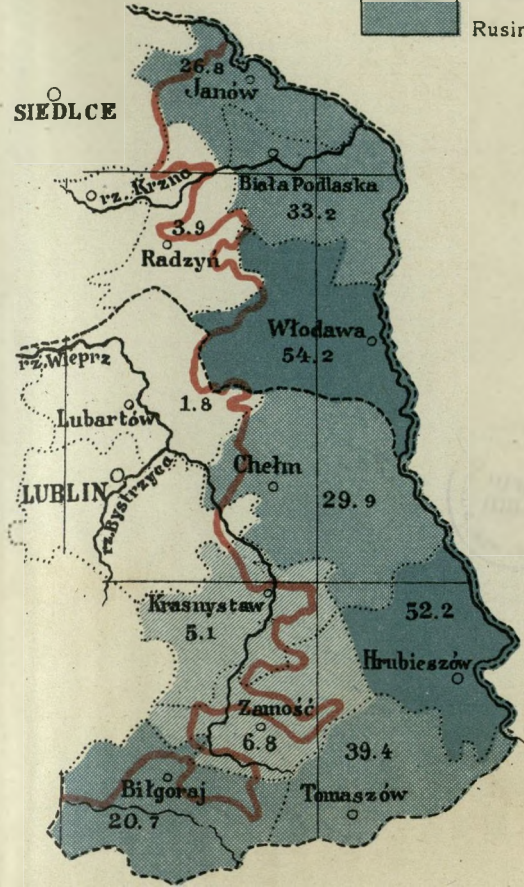 Rusin
26.8
Janów
SIEDLCE
rz. Krzna
Biała Podlaska
33.2
3.9
Radzyń
Włodawa
54.2
rz. Wieprz
1.8
Lubartów
Chełm
LUBLIN
rz. Bystrzyca
29.9
Krasnystaw
5.1
52.2
Hrubieszów
Zamość
6.8
39.4
Biłgoraj
20.7
Tomaszów